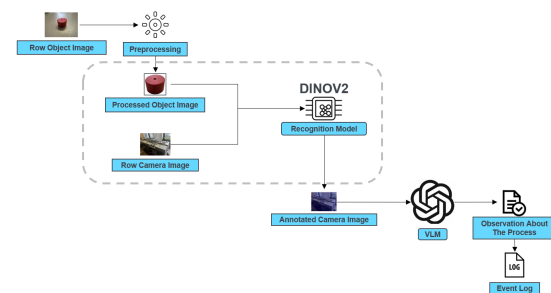 Row Object Image
Preprocessing
Processed Object Image
DINOV2
Recognition Model
Row Camera Image
Annotated Camera Image
VLM
Observation About
The Process
LOG
Event Log